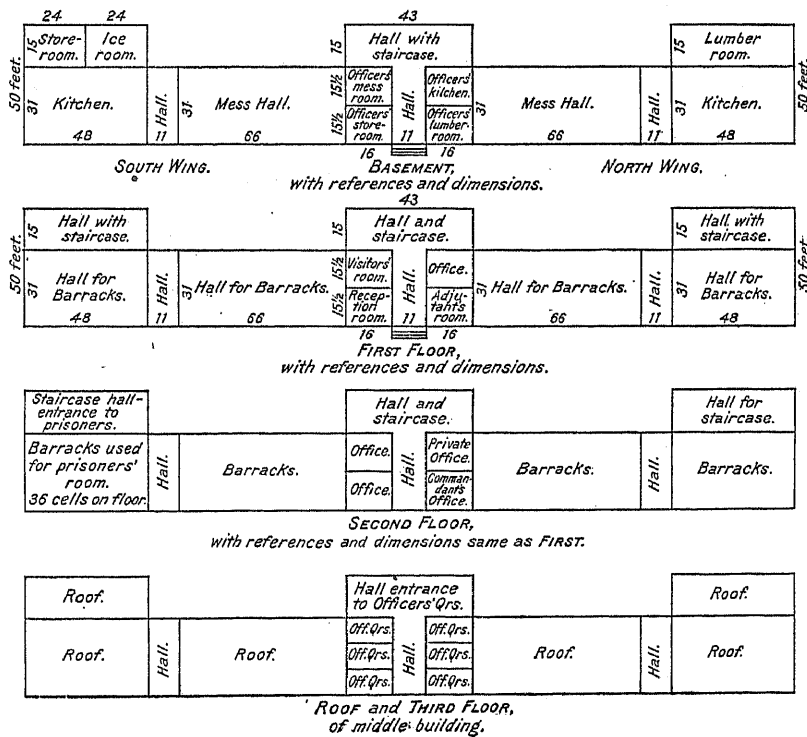 24 24 43
15 Store- Ice 15 Hall with 15 Lumber
room. room. staircase. room.
50 feet. 31 Kitchen. Hall. 31 Mess Hall. 15½ Officers' mess room. Hall. Officers' kitchen. 31 Mess Hall. Hall. 31 Kitchen. 50 feet.
48 11 66 15½ Officers' store- room. 11 Officers' lumber- room. 66 11 48
16 16
SOUTH WING. BASEMENT, NORTH WING.
with references and dimensions.
43
15 Hall with 15 Hall and 15 Hall with
staircase. staircase. staircase.
50 feet. 31 Hall for Barracks. Hall. 31 Hall for Barracks. 15½ Visitors' room. Hall. Office. 31 Hall for Barracks. Hall. 31 Hall for Barracks. 50 feet.
48 11 66 15½ Recep- tion room. 11 Adju- tant's room. 66 11 48
16 16
FIRST FLOOR,
with references and dimensions.
Staircase hall- Hall and Hall for
entrance to staircase. staircase.
prisoners.
Barracks used Hall. Barracks. Office. Hall. Private Office. Barracks. Hall. Barracks.
for prisoners'
room. Office. Comman- dant's Office.
36 cells on floor.
SECOND FLOOR,
with references and dimensions same as FIRST.
Roof. Hall entrance Roof.
to Officers' Qrs.
Roof. Hall. Roof. Off. Qrs. Hall. Off. Qrs. Roof. Hall. Roof.
Off. Qrs. Off. Qrs.
Off. Qrs. Off. Qrs.
ROOF and THIRD FLOOR,
of middle building.